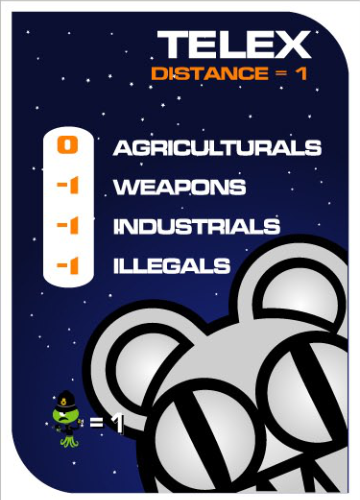 TELEX
DISTANCE = 1
0 AGRICULTURALS
-1 WEAPONS
-1 INDUSTRIALS
-1 ILLEGALS
= 1